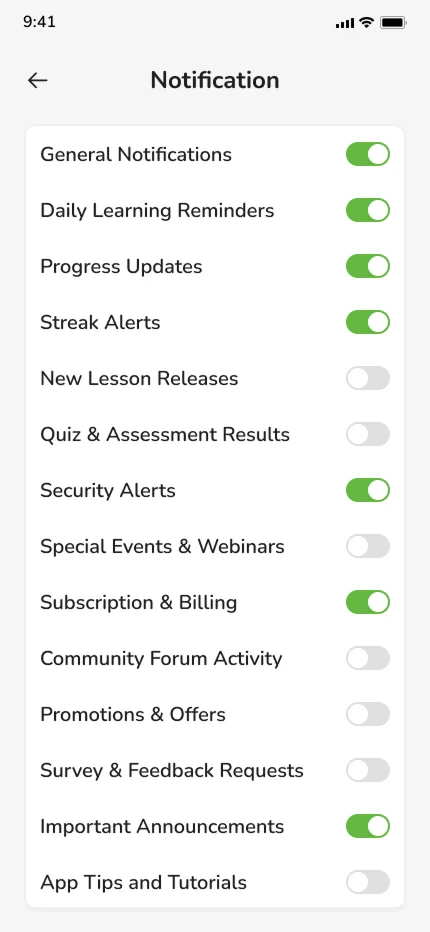 9:41
Notification
General Notifications
Daily Learning Reminders
Progress Updates
Streak Alerts
New Lesson Releases
Quiz & Assessment Results
Security Alerts
Special Events & Webinars
Subscription & Billing
Community Forum Activity
Promotions & Offers
Survey & Feedback Requests
Important Announcements
App Tips and Tutorials